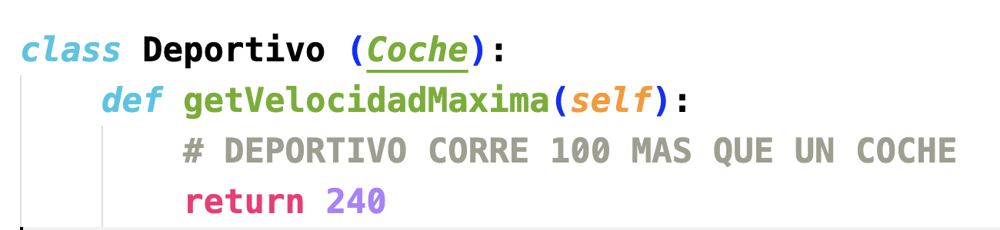 class Deportivo (Coche):
def getVelocidadMaxima(self):
# DEPORTIVO CORRE 100 MAS QUE UN COCHE
return 240